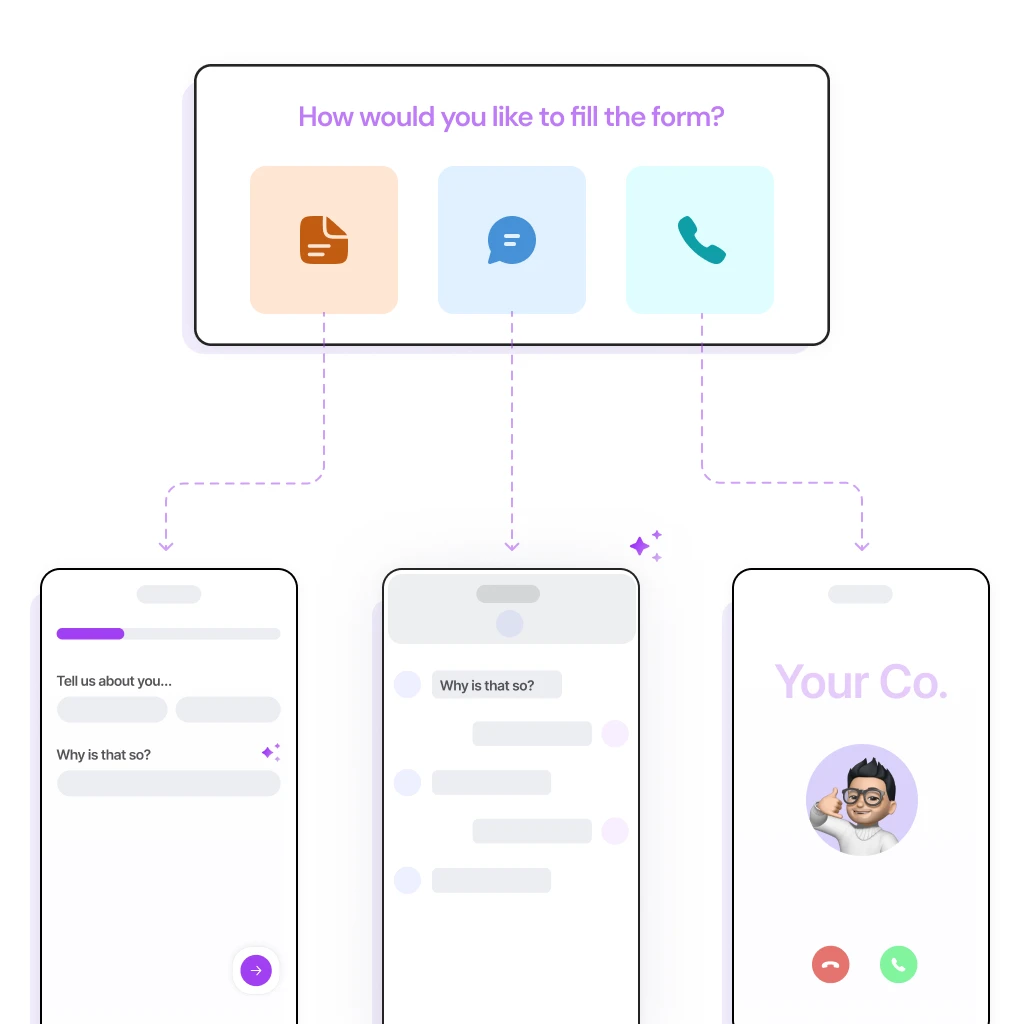 How would you like to fill the form?
Tell us about you...
Why is that so?
Why is that so?
Your Co.